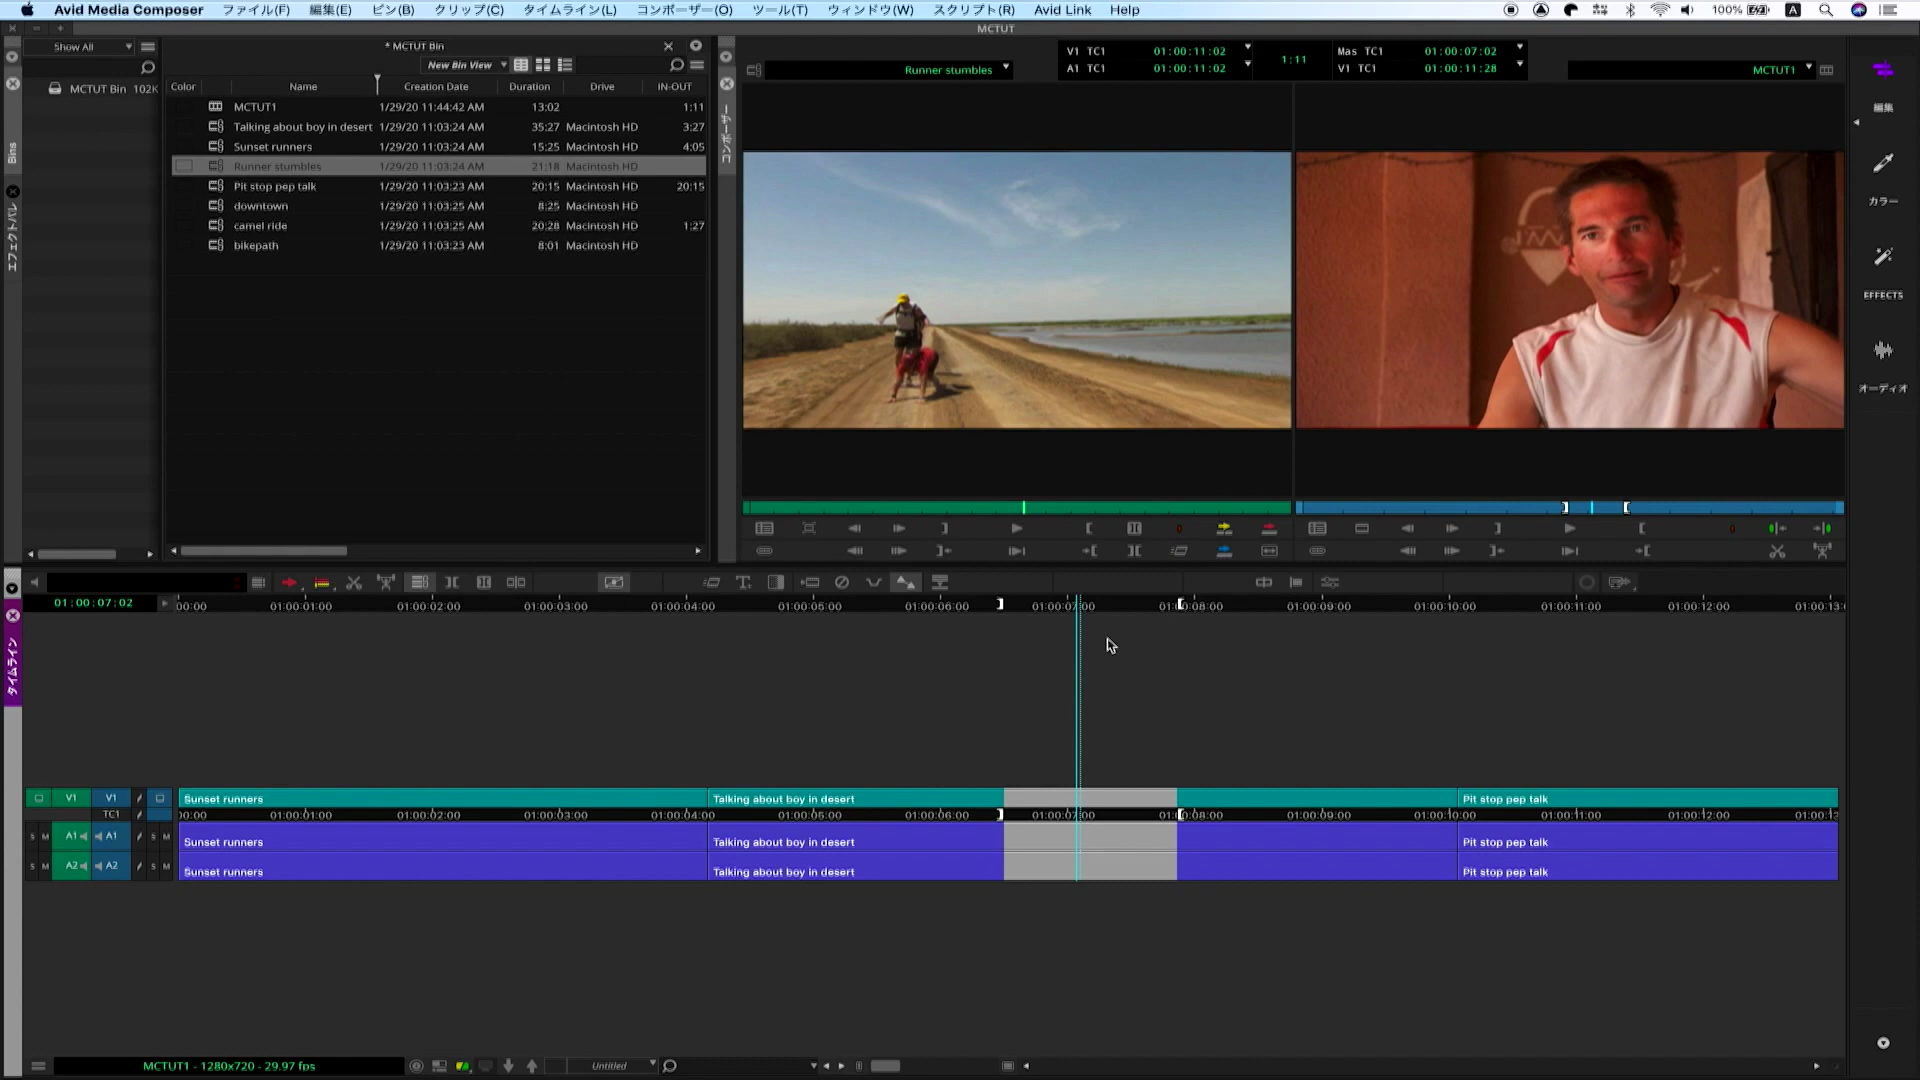 Avid Media Composer ファイル(F) 編集(E) ビン(B) クリップ(C) タイムライン(L) コンポーザー(O) ツール(T) ウィンドウ(W) スクリプト(R) Avid Link Help 100% A
MCTUT
Show All
MCTUT Bin 102K
Bins
エフェクトパレ
* MCTUT Bin
New Bin View
Color Name Creation Date Duration Drive IN-OUT
MCTUT1 1/29/20 11:44:42 AM 13:02 1:11
Talking about boy in desert 1/29/20 11:03:24 AM 35:27 Macintosh HD 3:27
Sunset runners 1/29/20 11:03:24 AM 15:25 Macintosh HD 4:05
Runner stumbles 1/29/20 11:03:24 AM 21:18 Macintosh HD
Pit stop pep talk 1/29/20 11:03:23 AM 20:15 Macintosh HD 20:15
downtown 1/29/20 11:03:25 AM 8:25 Macintosh HD
camel ride 1/29/20 11:03:25 AM 20:28 Macintosh HD 1:27
bikepath 1/29/20 11:03:23 AM 8:01 Macintosh HD
コンポーザー
Runner stumbles
V1 TC1 01:00:11:02
A1 TC1 01:00:11:02
1:11
Mas TC1 01:00:07:02
V1 TC1 01:00:11:28
MCTUT1
編集
カラー
EFFECTS
オーディオ
タイムライン
01:00:07:02
00:00 01:00:01:00 01:00:02:00 01:00:03:00 01:00:04:00 01:00:05:00 01:00:06:00 01:00:07:00 01:00:08:00 01:00:09:00 01:00:10:00 01:00:11:00 01:00:12:00 01:00:13:
V1 V1 Sunset runners Talking about boy in desert Pit stop pep talk
TC1 00:00 01:00:01:00 01:00:02:00 01:00:03:00 01:00:04:00 01:00:05:00 01:00:06:00 01:00:07:00 01:00:08:00 01:00:09:00 01:00:10:00 01:00:11:00 01:00:12:00 01:00:13
S M A1 A1 S M Sunset runners Talking about boy in desert Pit stop pep talk
S M A2 A2 S M Sunset runners Talking about boy in desert Pit stop pep talk
MCTUT1 - 1280x720 - 29.97 fps
Untitled